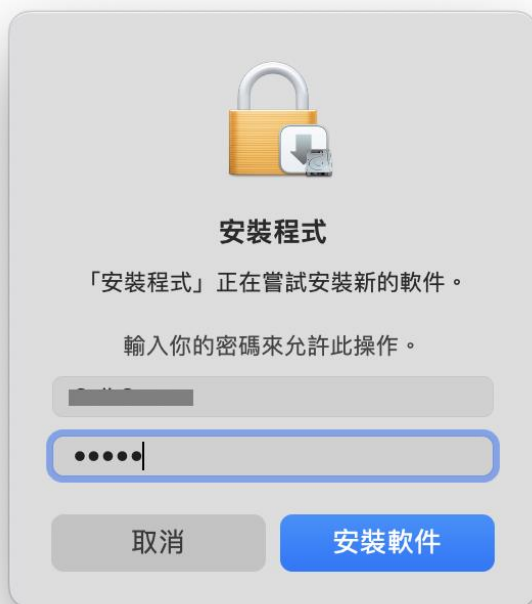 安裝程式
「安裝程式」正在嘗試安裝新的軟件。
輸入你的密碼來允許此操作。
•••••
取消
安裝軟件